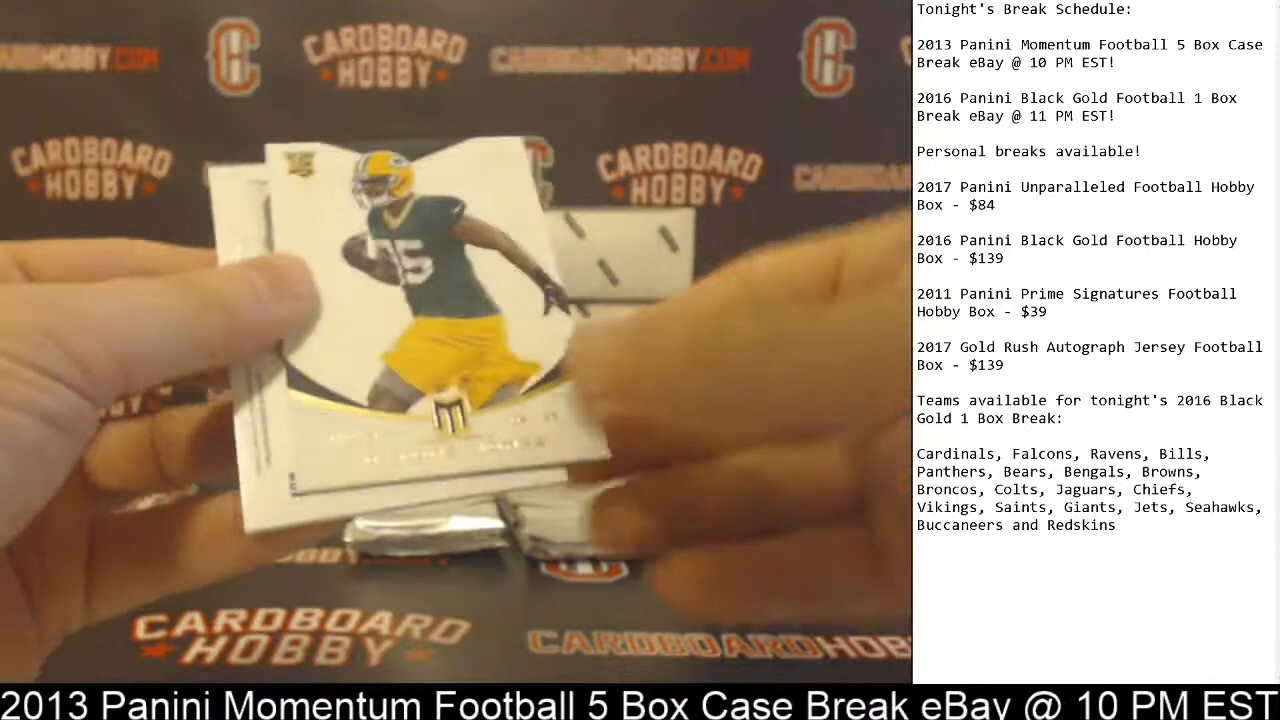 CARDBOARDHOBBY.COM
CARDBOARD
HOBBY
CARDBOARDHOBBY.COM
CARDBOARD
HOBBY
CARDBOARD
HOBBY
85
CARDBOARD
HOBBY
CARDBOARDHOB
Tonight's Break Schedule:
2013 Panini Momentum Football 5 Box Case
Break eBay @ 10 PM EST!
2016 Panini Black Gold Football 1 Box
Break eBay @ 11 PM EST!
Personal breaks available!
2017 Panini Unparalleled Football Hobby
Box - $84
2016 Panini Black Gold Football Hobby
Box - $139
2011 Panini Prime Signatures Football
Hobby Box - $39
2017 Gold Rush Autograph Jersey Football
Box - $139
Teams available for tonight's 2016 Black
Gold 1 Box Break:
Cardinals, Falcons, Ravens, Bills,
Panthers, Bears, Bengals, Browns,
Broncos, Colts, Jaguars, Chiefs,
Vikings, Saints, Giants, Jets, Seahawks,
Buccaneers and Redskins
2013 Panini Momentum Football 5 Box Case Break eBay @ 10 PM EST